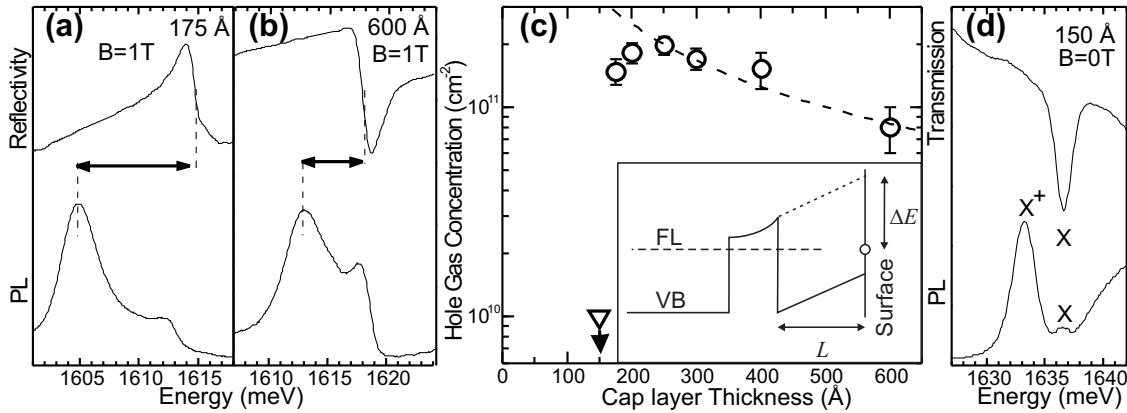 (a)
175 Å
B=1T
Reflectivity
PL
1605
1610
1615
Energy (meV)
(b)
600 Å
B=1T
1610
1615
1620
Energy (meV)
(c)
Hole Gas Concentration (cm⁻²)
10¹¹
10¹⁰
0
100
200
300
400
500
600
Cap layer Thickness (Å)
FL
VB
ΔE
Surface
L
(d)
150 Å
B=0T
Transmission
X⁺
X
X
PL
1630
1635
1640
Energy (meV)